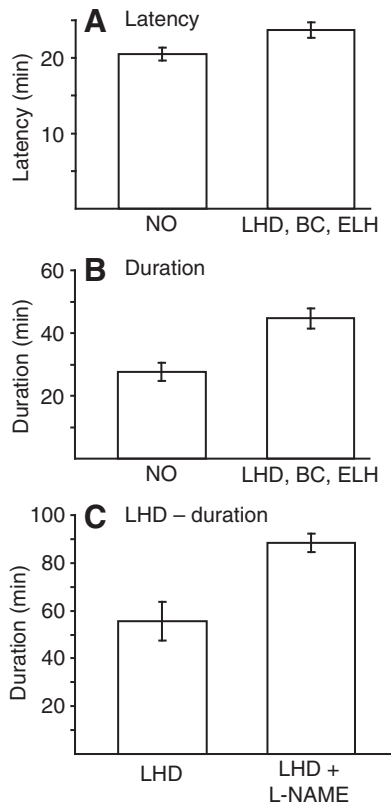 A Latency
Latency (min)
20
10
NO
LHD, BC, ELH
B Duration
Duration (min)
60
40
20
NO
LHD, BC, ELH
C LHD – duration
Duration (min)
100
80
60
40
20
LHD
LHD +
L-NAME